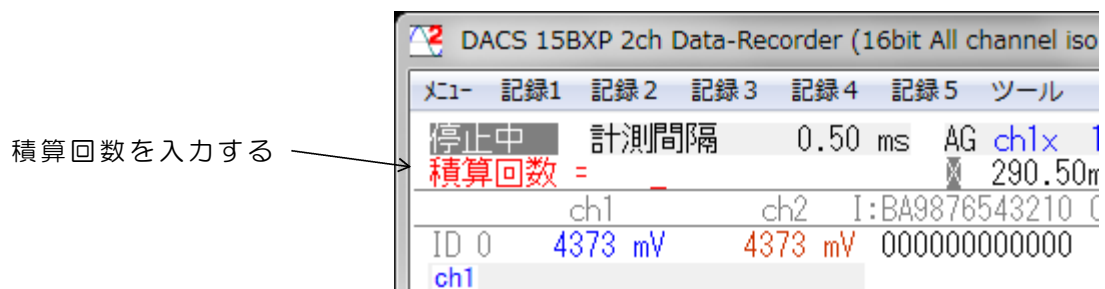 DACS 15BXP 2ch Data-Recorder (16bit All channel iso
ﾒﾆｭｰ 記録1 記録2 記録3 記録4 記録5 ツール
停止中 計測間隔 0.50 ms AG ch1x 1
積算回数を入力する
積算回数 = _ M 290.50m
ch1 ch2 I:BA9876543210 0
ID 0 4373 mV 4373 mV 000000000000
ch1